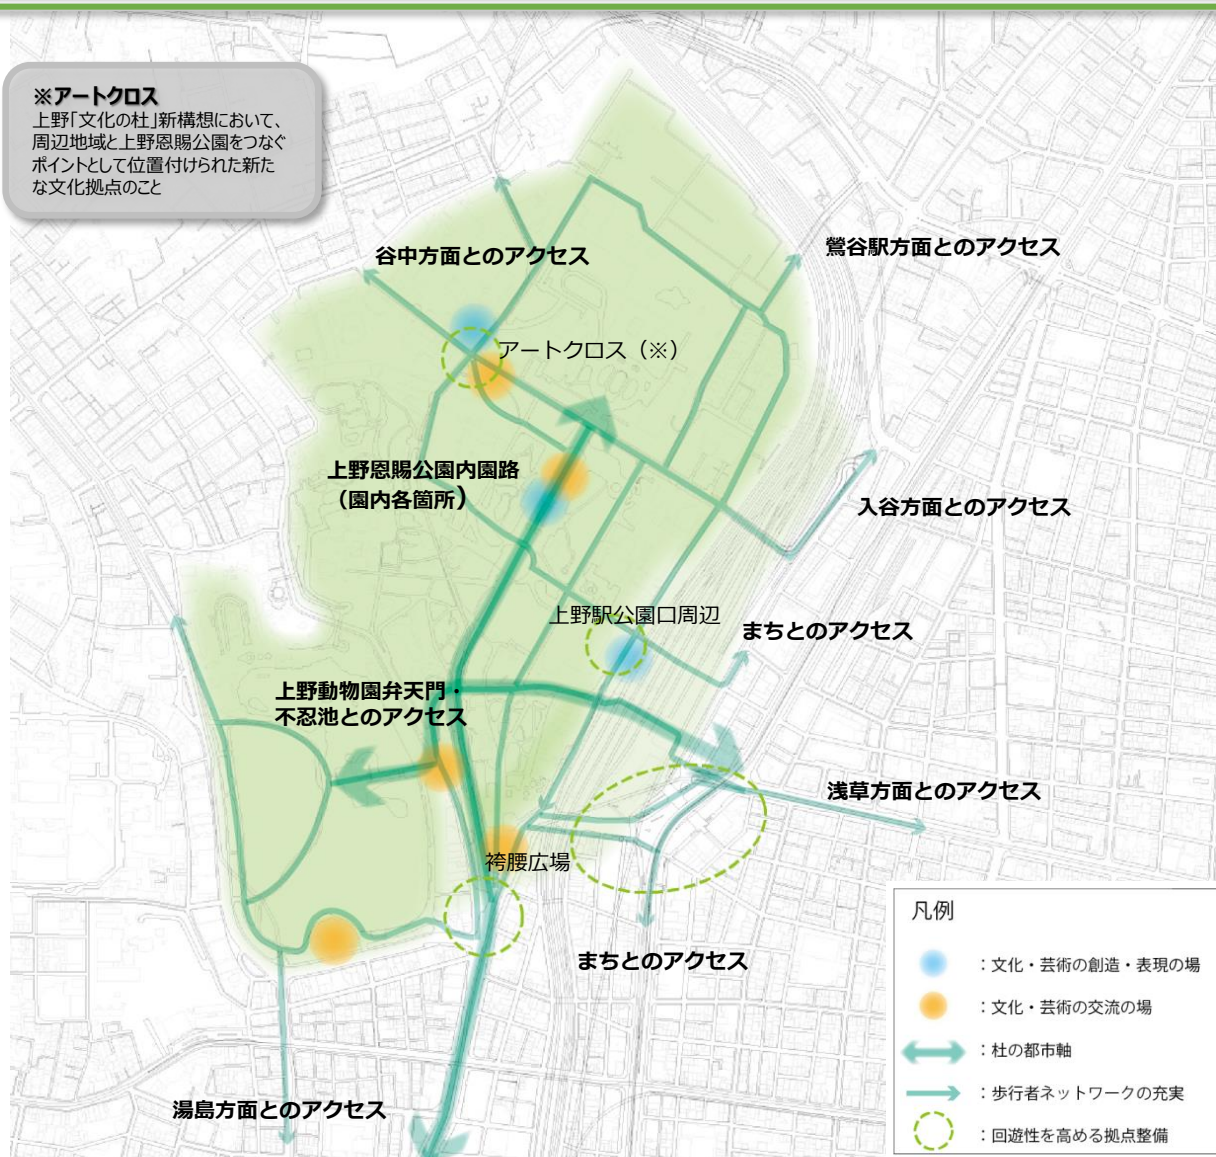 ※アートクロス
上野「文化の杜」新構想において、
周辺地域と上野恩賜公園をつなぐ
ポイントとして位置付けられた新た
な文化拠点のこと
谷中方面とのアクセス
鶯谷駅方面とのアクセス
アートクロス（※）
上野恩賜公園内園路
（園内各箇所）
入谷方面とのアクセス
上野駅公園口周辺
まちとのアクセス
上野動物園弁天門・
不忍池とのアクセス
浅草方面とのアクセス
袴腰広場
まちとのアクセス
湯島方面とのアクセス
凡例
：文化・芸術の創造・表現の場
：文化・芸術の交流の場
：杜の都市軸
：歩行者ネットワークの充実
：回遊性を高める拠点整備